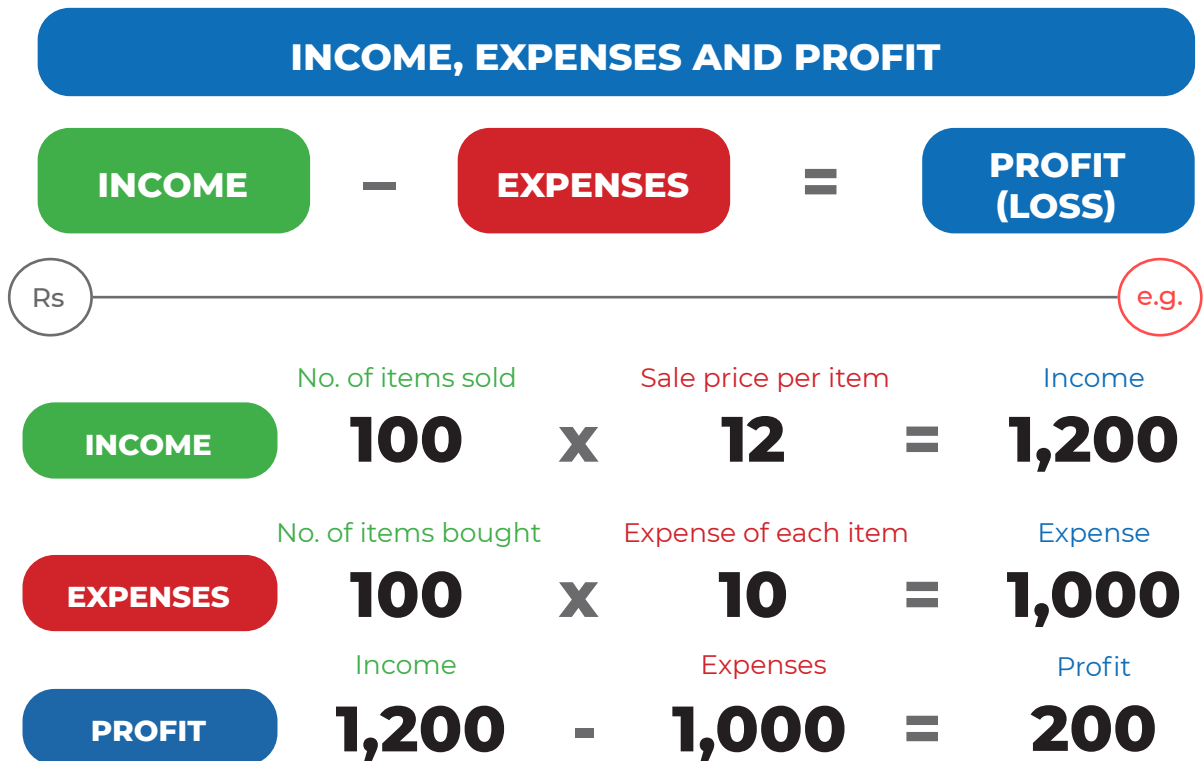 INCOME, EXPENSES AND PROFIT
INCOME - EXPENSES = PROFIT
(LOSS)
Rs e.g.
No. of items sold Sale price per item Income
INCOME 100 x 12 = 1,200
No. of items bought Expense of each item Expense
EXPENSES 100 x 10 = 1,000
Income Expenses Profit
PROFIT 1,200 - 1,000 = 200